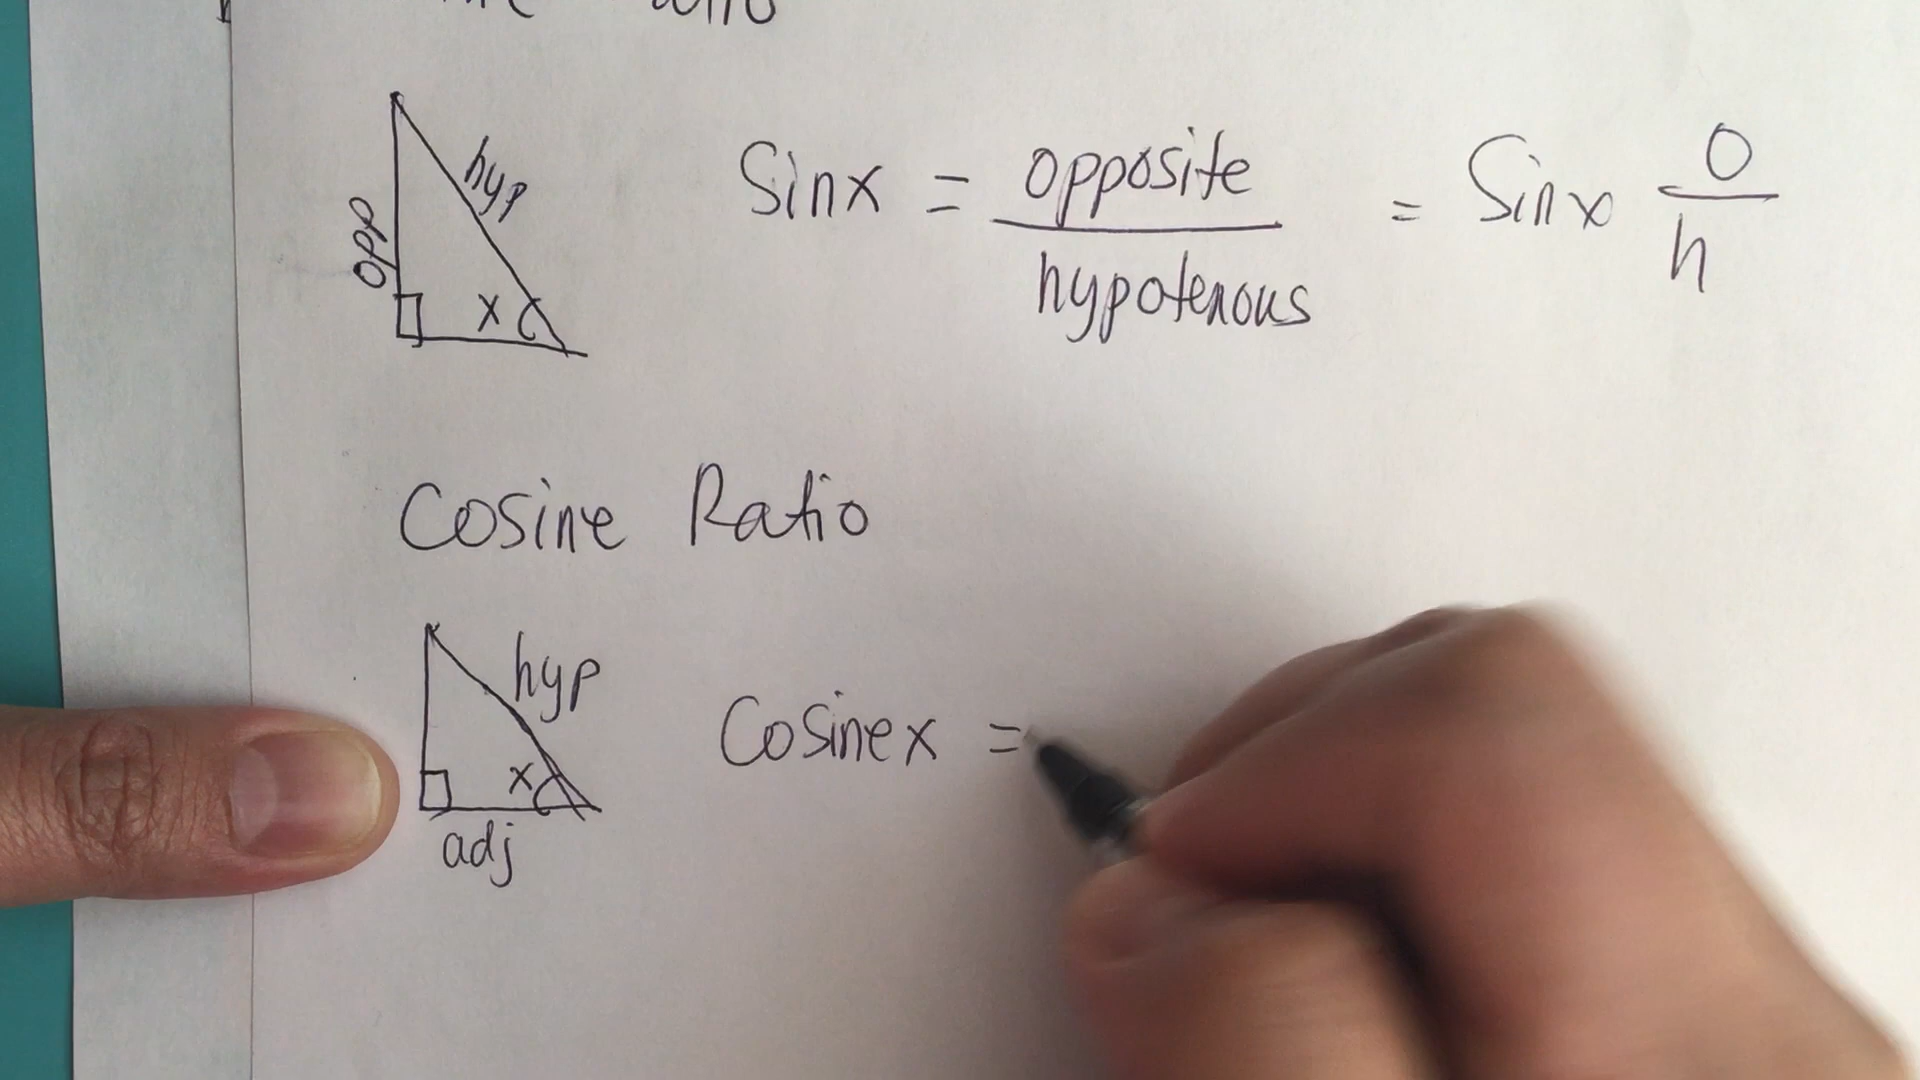 hyp
opp
x
Sinx = opposite / hypotenous = Sinx o / h
Cosine Ratio
hyp
x
adj
Cosinex =